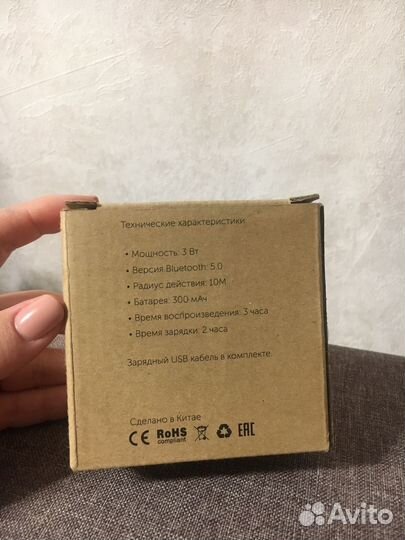 Технические характеристики:
• Мощность: 3 Вт
• Версия Bluetooth: 5.0
• Радиус действия: 10М
• Батарея: 300 мАч
• Время воспроизведения: 3 часа
• Время зарядки: 2 часа
Зарядный USB кабель в комплекте.
Сделано в Китае
CE RoHS compliant EAC
Avito